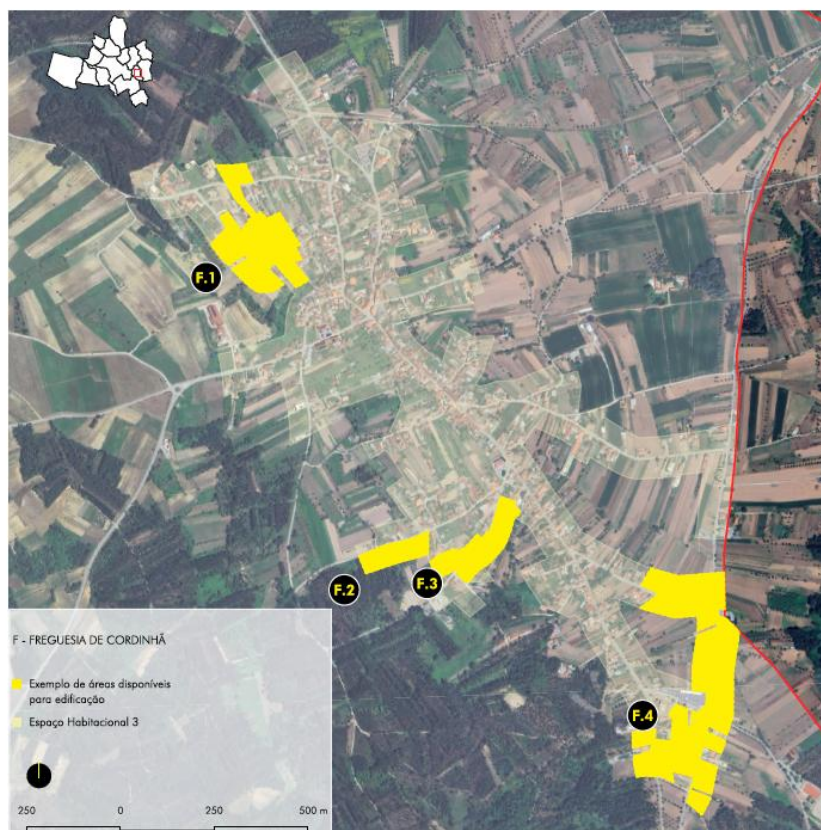 F.1
F.2
F.3
F.4
F - FREGUESIA DE CORDINHÃ
Exemplo de áreas disponíveis
para edificação
Espaço Habitacional 3
250 0 250 500 m